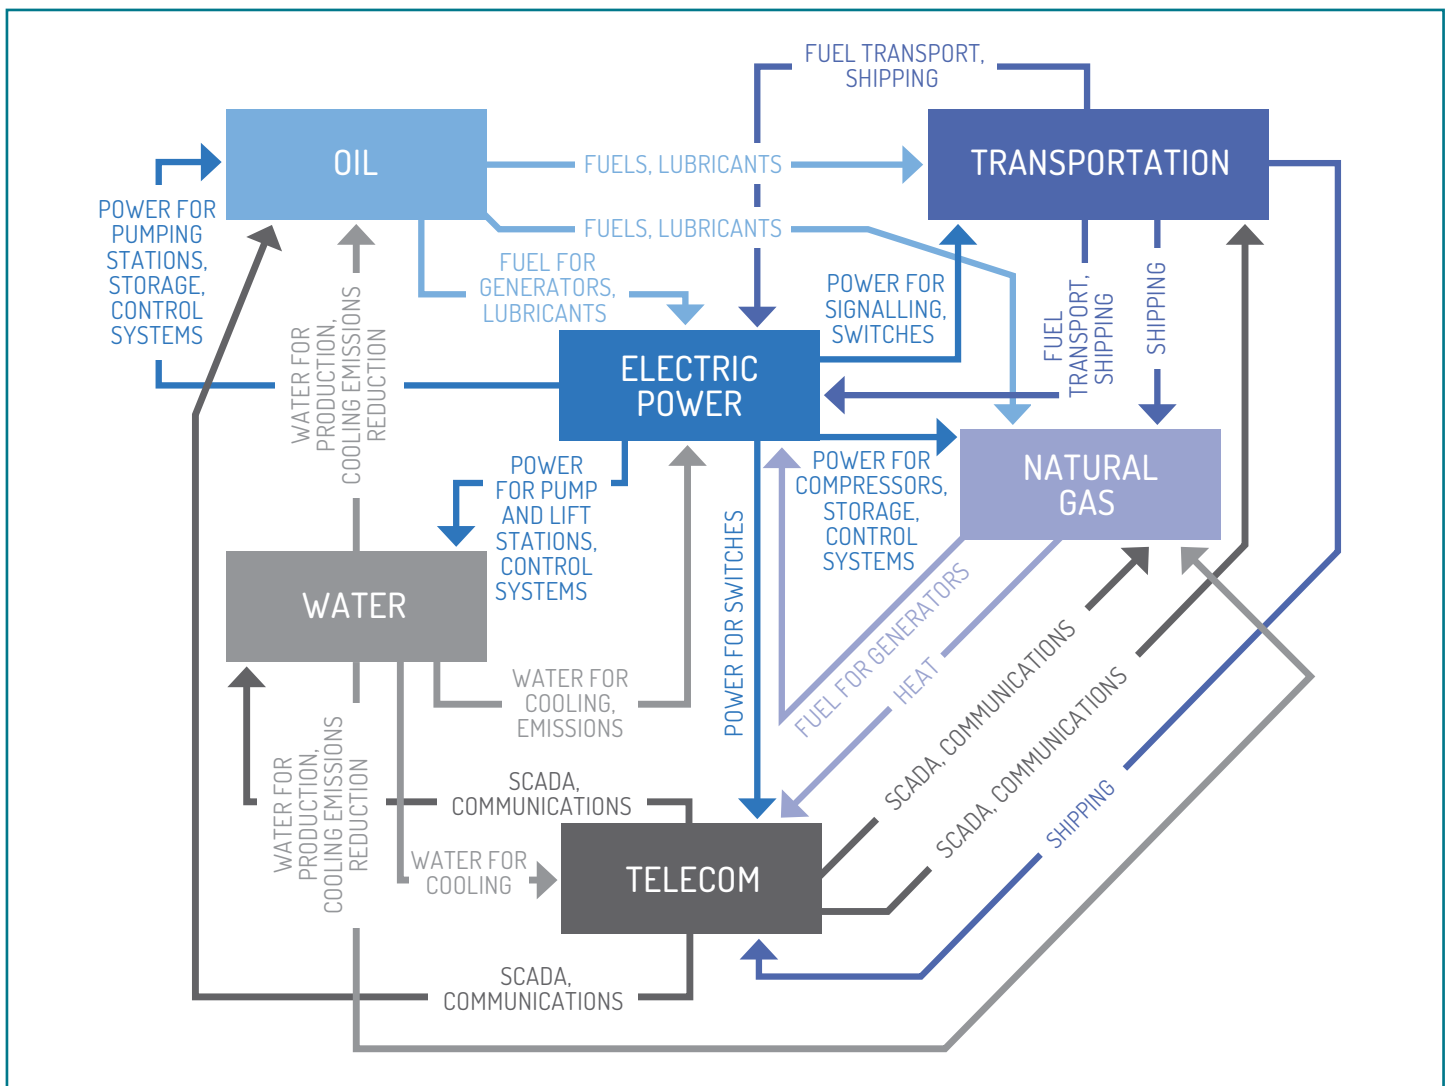 FUEL TRANSPORT,
SHIPPING
OIL
TRANSPORTATION
FUELS, LUBRICANTS
FUELS, LUBRICANTS
POWER FOR
PUMPING
STATIONS,
STORAGE,
CONTROL
SYSTEMS
FUEL FOR
GENERATORS,
LUBRICANTS
POWER FOR
SIGNALLING,
SWITCHES
FUEL
TRANSPORT,
SHIPPING
SHIPPING
WATER FOR
PRODUCTION,
COOLING EMISSIONS
REDUCTION
ELECTRIC
POWER
POWER
FOR PUMP
AND LIFT
STATIONS,
CONTROL
SYSTEMS
POWER FOR
COMPRESSORS,
STORAGE,
CONTROL
SYSTEMS
NATURAL
GAS
WATER
POWER FOR SWITCHES
FUEL FOR GENERATORS
HEAT
WATER FOR
COOLING,
EMISSIONS
SCADA, COMMUNICATIONS
SCADA, COMMUNICATIONS
SHIPPING
WATER FOR
PRODUCTION,
COOLING EMISSIONS
REDUCTION
SCADA,
COMMUNICATIONS
WATER FOR
COOLING
TELECOM
SCADA,
COMMUNICATIONS